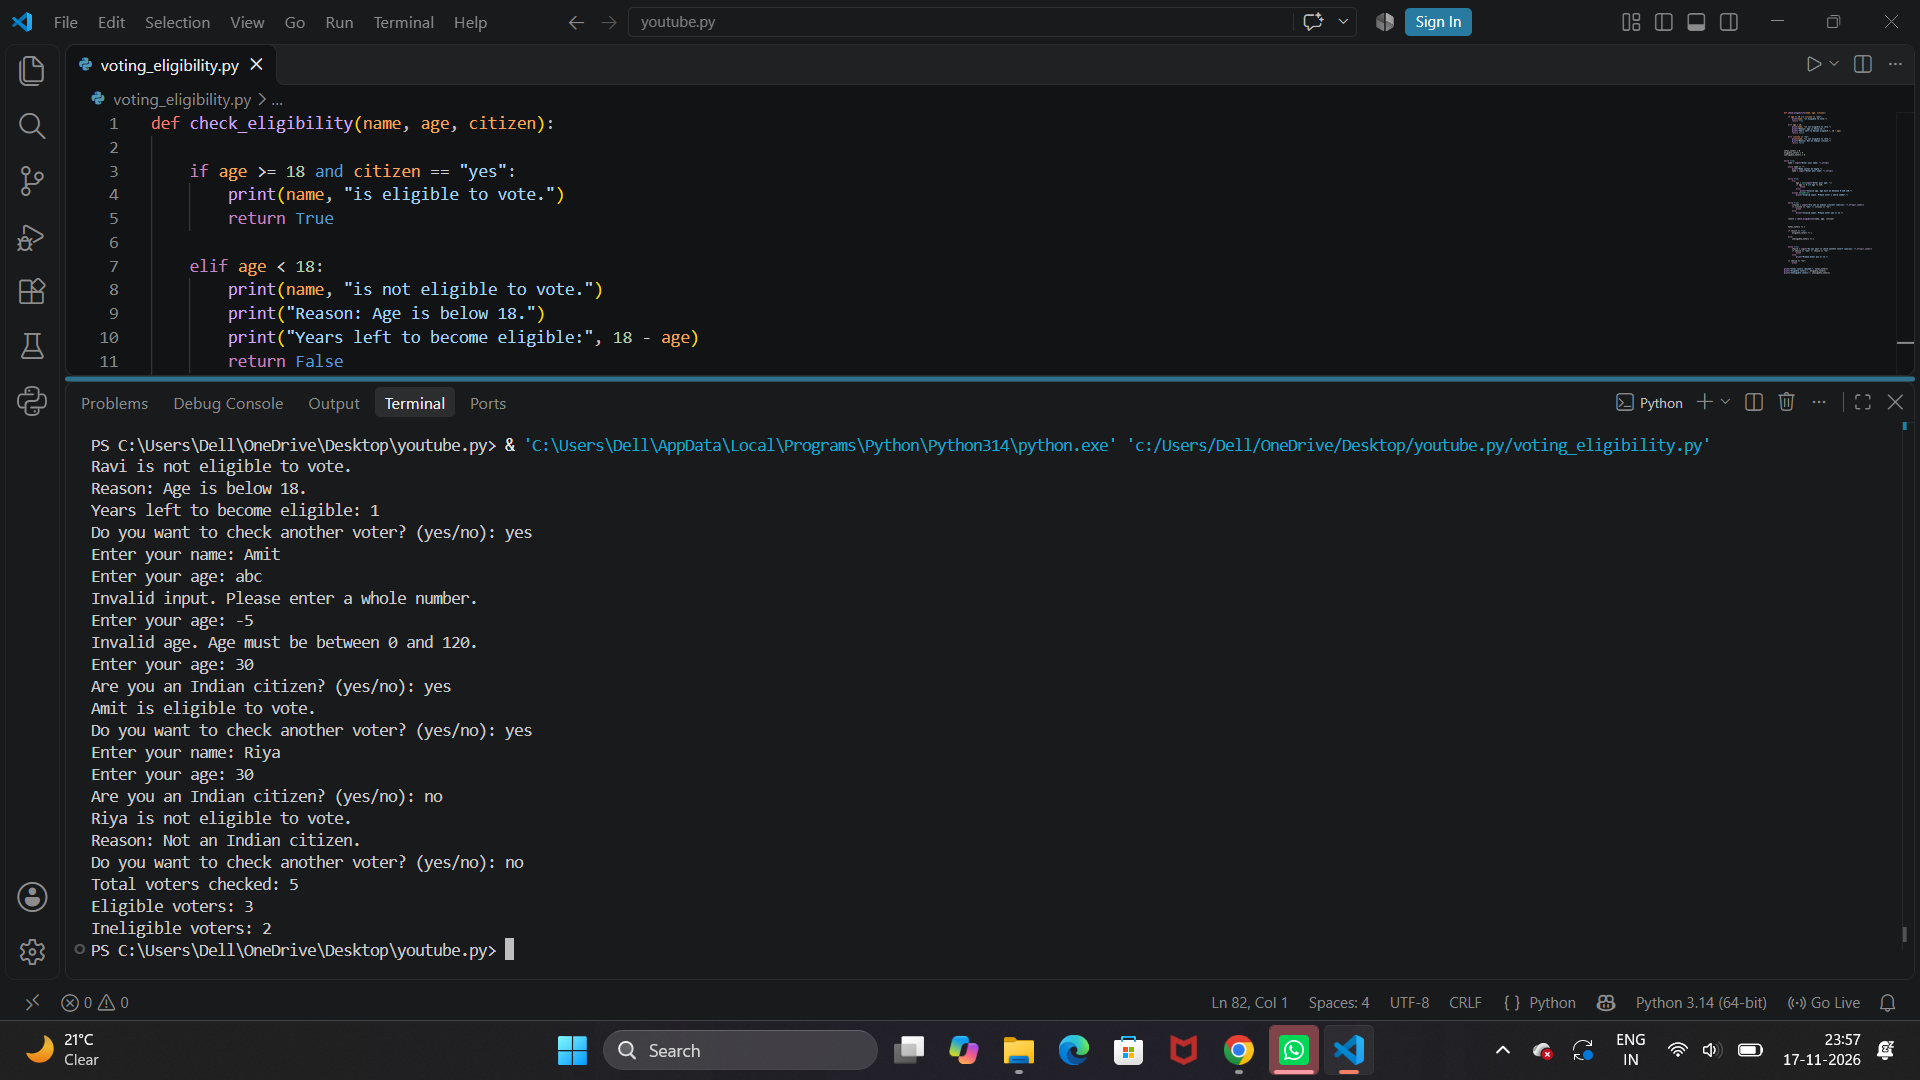 File Edit Selection View Go Run Terminal Help youtube.py Sign In
voting_eligibility.py
voting_eligibility.py > ...
1 def check_eligibility(name, age, citizen):
2
3 if age >= 18 and citizen == "yes":
4 print(name, "is eligible to vote.")
5 return True
6
7 elif age < 18:
8 print(name, "is not eligible to vote.")
9 print("Reason: Age is below 18.")
10 print("Years left to become eligible:", 18 - age)
11 return False
Problems Debug Console Output Terminal Ports Python
PS C:\Users\Dell\OneDrive\Desktop\youtube.py> & 'C:\Users\Dell\AppData\Local\Programs\Python\Python314\python.exe' 'c:/Users/Dell/OneDrive/Desktop/youtube.py/voting_eligibility.py'
Ravi is not eligible to vote.
Reason: Age is below 18.
Years left to become eligible: 1
Do you want to check another voter? (yes/no): yes
Enter your name: Amit
Enter your age: abc
Invalid input. Please enter a whole number.
Enter your age: -5
Invalid age. Age must be between 0 and 120.
Enter your age: 30
Are you an Indian citizen? (yes/no): yes
Amit is eligible to vote.
Do you want to check another voter? (yes/no): yes
Enter your name: Riya
Enter your age: 30
Are you an Indian citizen? (yes/no): no
Riya is not eligible to vote.
Reason: Not an Indian citizen.
Do you want to check another voter? (yes/no): no
Total voters checked: 5
Eligible voters: 3
Ineligible voters: 2
PS C:\Users\Dell\OneDrive\Desktop\youtube.py>
0 0 Ln 82, Col 1 Spaces: 4 UTF-8 CRLF { } Python Python 3.14 (64-bit) Go Live
21°C
Clear
Search
ENG
IN
23:57
17-11-2026